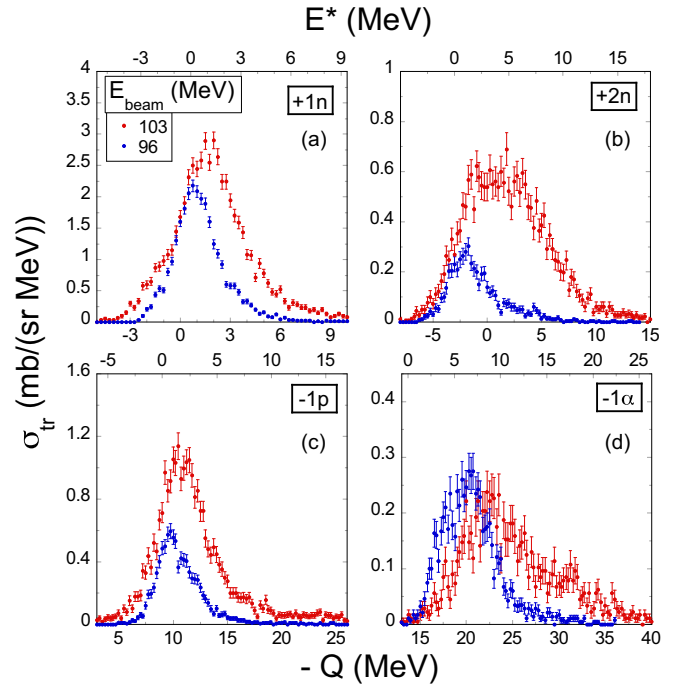 E* (MeV)
-3 0 3 6 9
0 5 10 15
E_beam (MeV)
103
96
+1n
(a)
+2n
(b)
4
3.5
3
2.5
2
1.5
1
0.5
0
1
0.8
0.6
0.4
0.2
0
-3 0 3 6 9
-5 0 5 10 15
-5 0 5 10 15 20
0 5 10 15 20 25
-1p
(c)
-1α
(d)
1.6
1.2
0.8
0.4
0
0.4
0.3
0.2
0.1
0
5 10 15 20 25
15 20 25 30 35 40
σtr (mb/(sr MeV))
- Q (MeV)